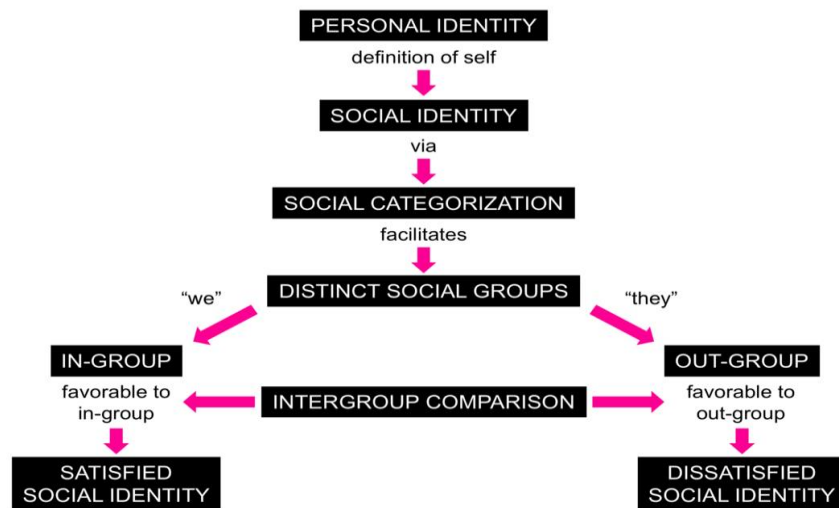 PERSONAL IDENTITY
definition of self
SOCIAL IDENTITY
via
SOCIAL CATEGORIZATION
facilitates
DISTINCT SOCIAL GROUPS
“we”
“they”
IN-GROUP
OUT-GROUP
favorable to
in-group
INTERGROUP COMPARISON
favorable to
out-group
SATISFIED
SOCIAL IDENTITY
DISSATISFIED
SOCIAL IDENTITY